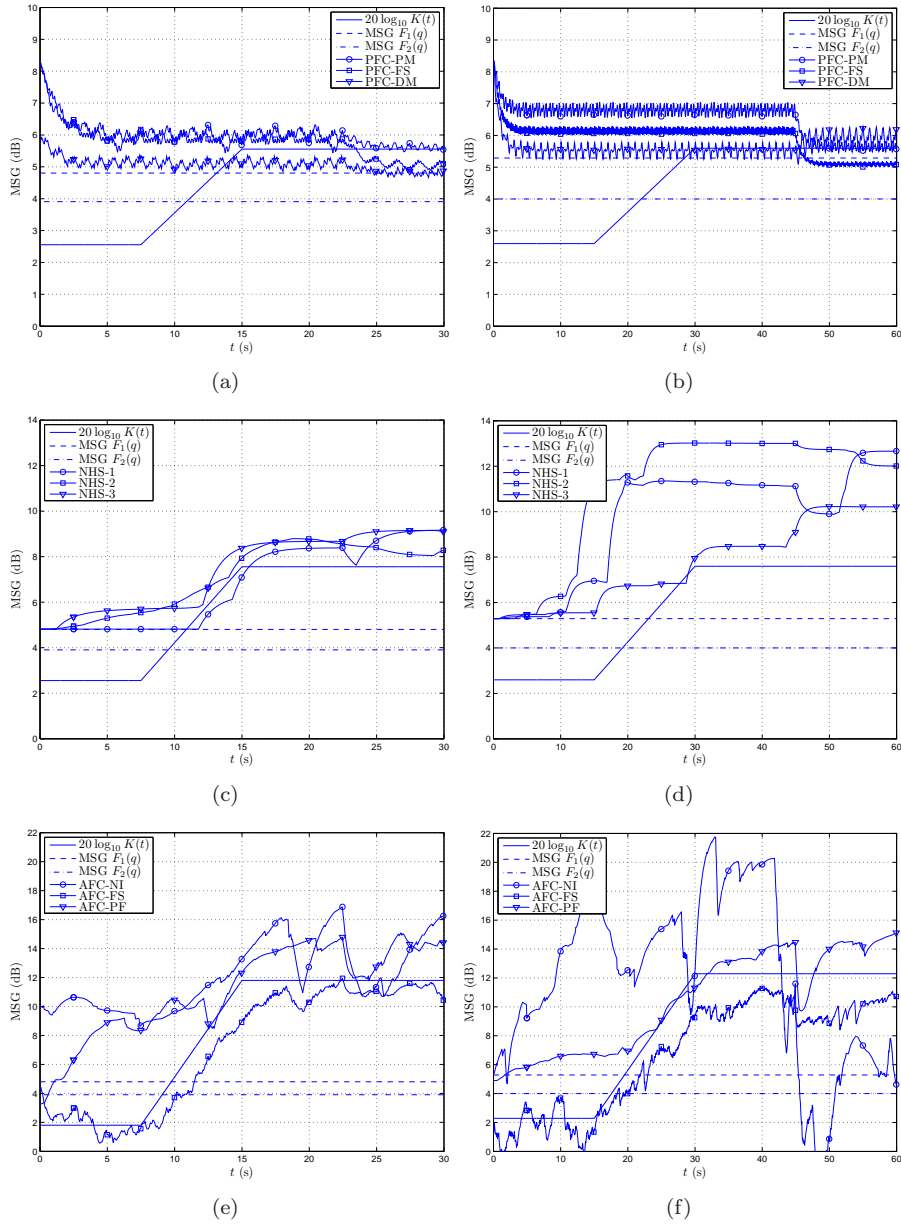 20 log10 K(t)
MSG F1(q)
MSG F2(q)
PFC-PM
PFC-FS
PFC-DM
MSG (dB)
10
9
8
7
6
5
4
3
2
1
0
0 5 10 15 20 25 30
t (s)
(a)
20 log10 K(t)
MSG F1(q)
MSG F2(q)
PFC-PM
PFC-FS
PFC-DM
MSG (dB)
10
9
8
7
6
5
4
3
2
1
0
0 10 20 30 40 50 60
t (s)
(b)
20 log10 K(t)
MSG F1(q)
MSG F2(q)
NHS-1
NHS-2
NHS-3
MSG (dB)
14
12
10
8
6
4
2
0
0 5 10 15 20 25 30
t (s)
(c)
20 log10 K(t)
MSG F1(q)
MSG F2(q)
NHS-1
NHS-2
NHS-3
MSG (dB)
14
12
10
8
6
4
2
0
0 10 20 30 40 50 60
t (s)
(d)
20 log10 K(t)
MSG F1(q)
MSG F2(q)
AFC-NI
AFC-FS
AFC-PF
MSG (dB)
22
20
18
16
14
12
10
8
6
4
2
0
0 5 10 15 20 25 30
t (s)
(e)
20 log10 K(t)
MSG F1(q)
MSG F2(q)
AFC-NI
AFC-FS
AFC-PF
MSG (dB)
22
20
18
16
14
12
10
8
6
4
2
0
0 10 20 30 40 50 60
t (s)
(f)